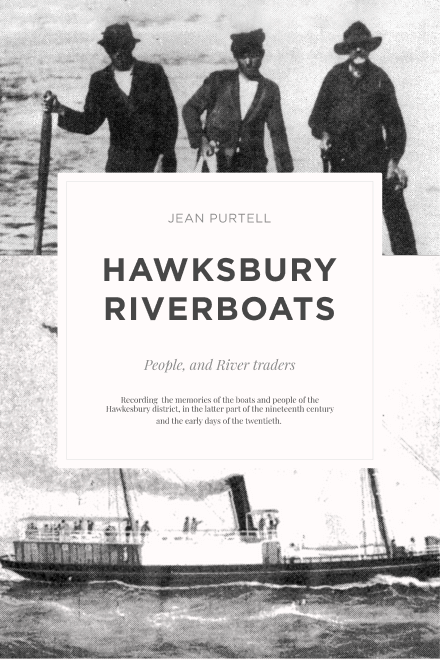 JEAN PURTELL
HAWKSBURY
RIVERBOATS
People, and River traders
Recording the memories of the boats and people of the
Hawkesbury district, in the latter part of the nineteenth century
and the early days of the twentieth.